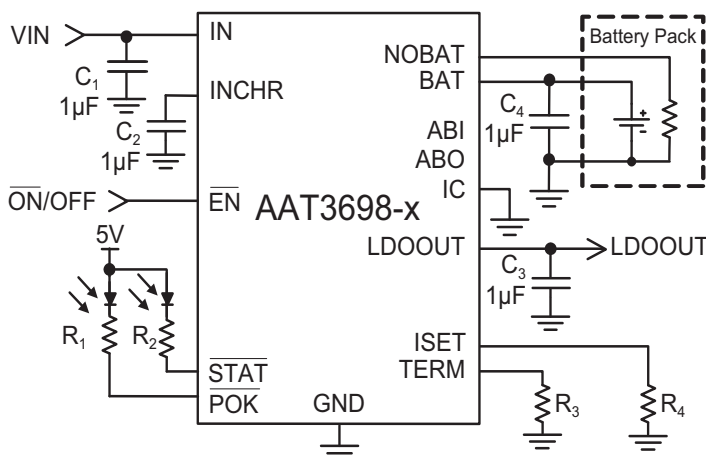 VIN
IN
Battery Pack
NOBAT
BAT
C1
1µF
INCHR
C4
1µF
C2
1µF
ABI
ABO
+
-
ON/OFF
EN
AAT3698-x
IC
5V
LDOOUT
LDOOUT
C3
1µF
R1
R2
ISET
STAT
TERM
POK
GND
R3
R4